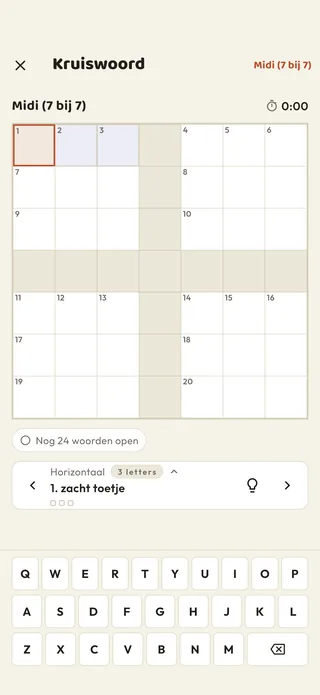 Kruiswoord
Midi (7 bij 7)
Midi (7 bij 7)
0:00
1 2 3 4 5 6
7 8
9 10
11 12 13 14 15 16
17 18
19 20
Nog 24 woorden open
Horizontaal 3 letters
1. zacht toetje
Q W E R T Y U I O P
A S D F G H J K L
Z X C V B N M